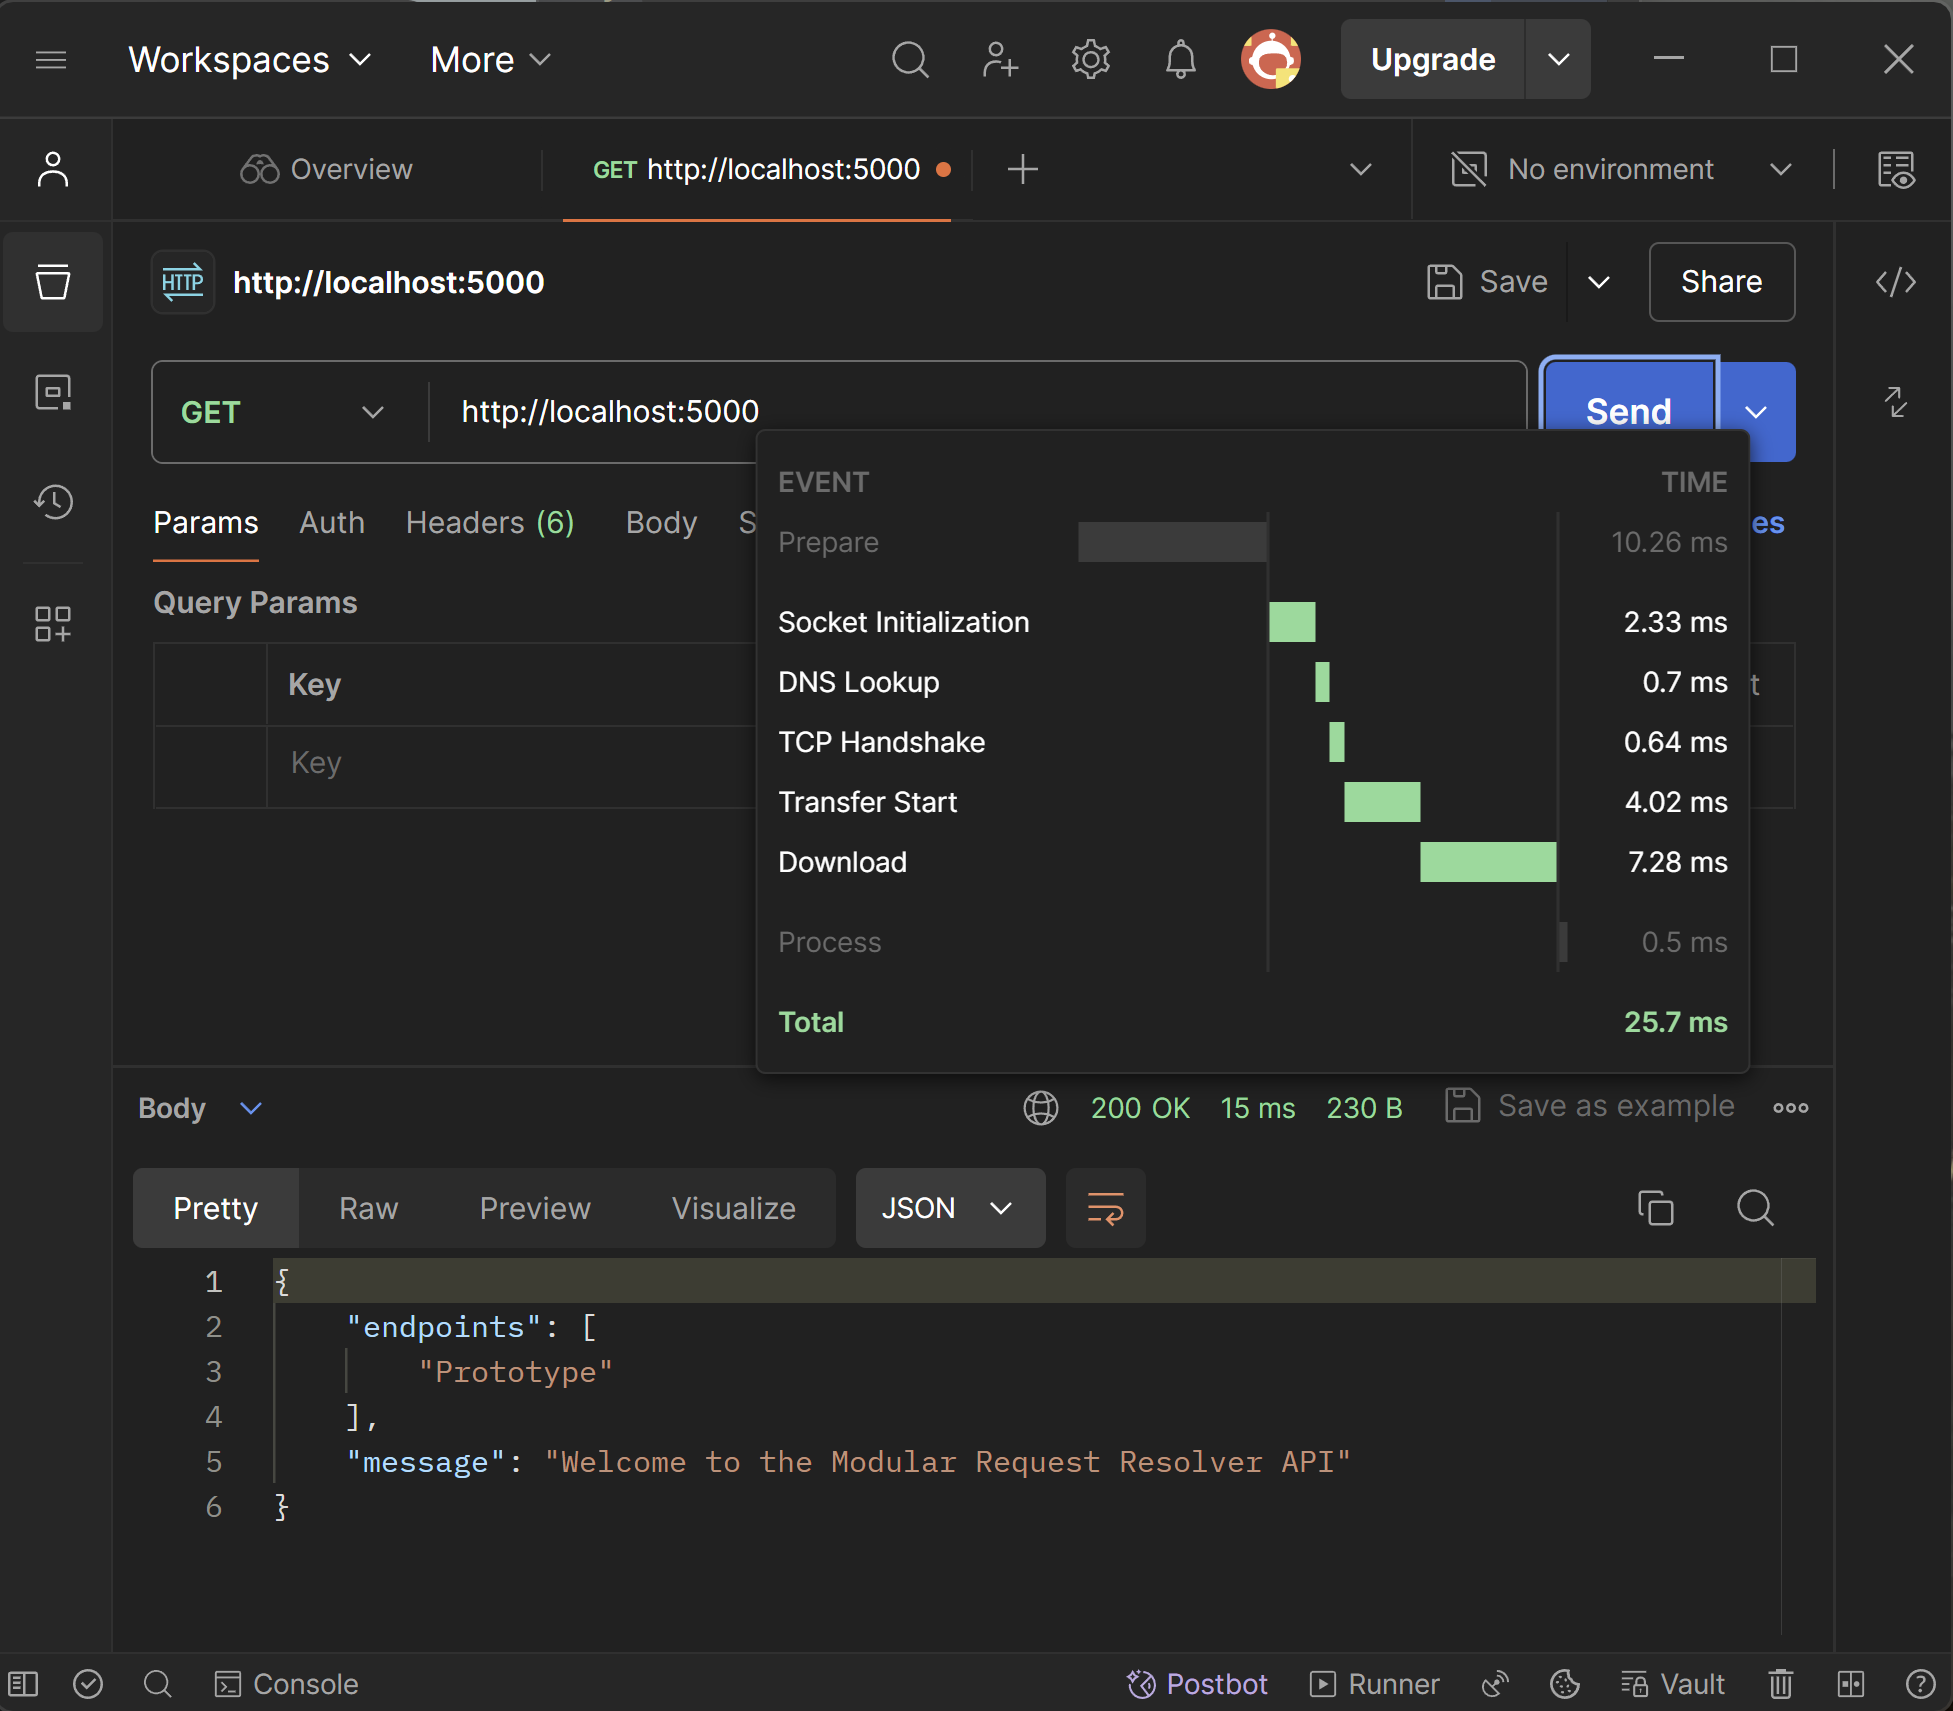 Workspaces More Upgrade
Overview GET http://localhost:5000 No environment
HTTP http://localhost:5000 Save Share
GET http://localhost:5000 Send
EVENT TIME
Params Auth Headers (6) Body S es
Prepare 10.26 ms
Query Params
Socket Initialization 2.33 ms
Key t
DNS Lookup 0.7 ms
TCP Handshake 0.64 ms
Key
Transfer Start 4.02 ms
Download 7.28 ms
Process 0.5 ms
Total 25.7 ms
Body 200 OK 15 ms 230 B Save as example
Pretty Raw Preview Visualize JSON
1 {
2 "endpoints": [
3 "Prototype"
4 ],
5 "message": "Welcome to the Modular Request Resolver API"
6 }
Console Postbot Runner Vault